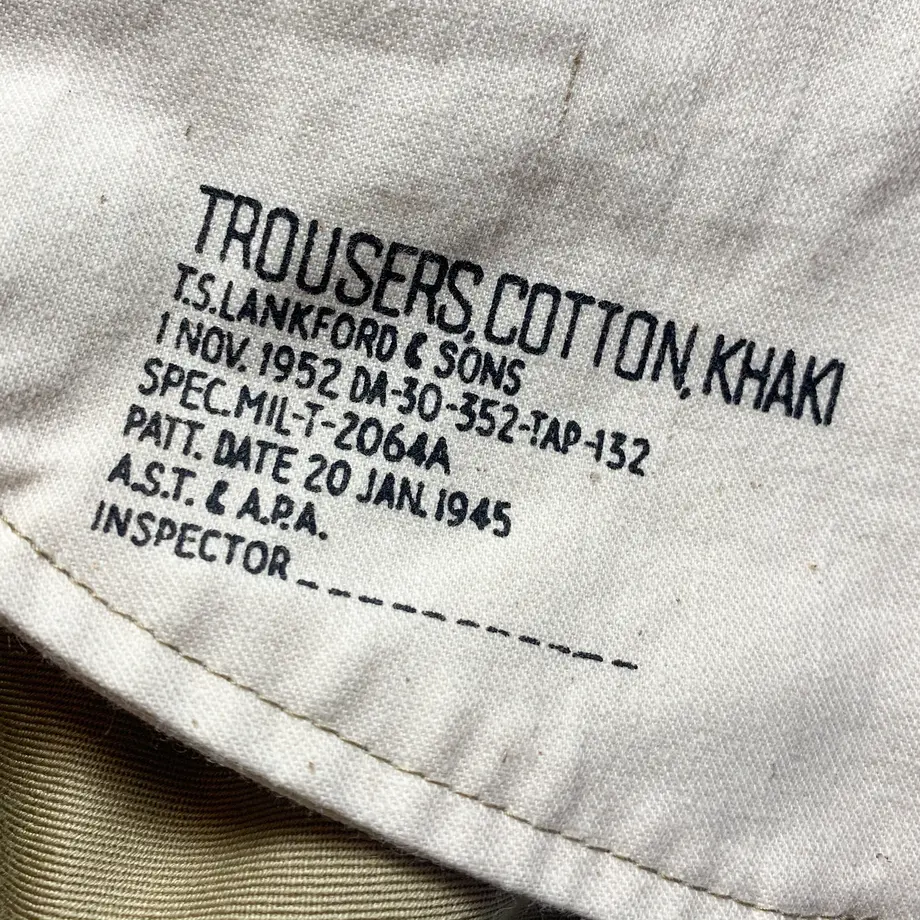 TROUSERS, COTTON, KHAKI
T.S. LANKFORD & SONS
1 NOV. 1952 DA-30-352-TAP-132
SPEC. MIL-T-2064A
PATT. DATE 20 JAN. 1945
A.S.T. & A.P.A.
INSPECTOR_ _ _ _ _ _ _ _ _ _ _